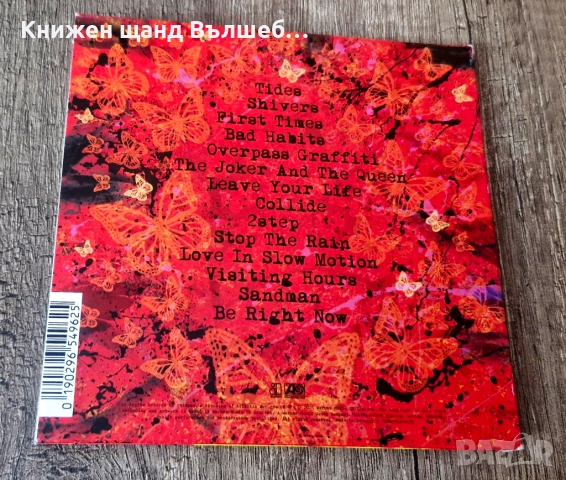 Книжен щанд Вълшеб...
Tides
Shivers
First Times
Bad Habits
Overpass Graffiti
The Joker And The Queen
Leave Your Life
Collide
2step
Stop The Rain
Love In Slow Motion
Visiting Hours
Sandman
Be Right Now
0 190296 549625
bazar